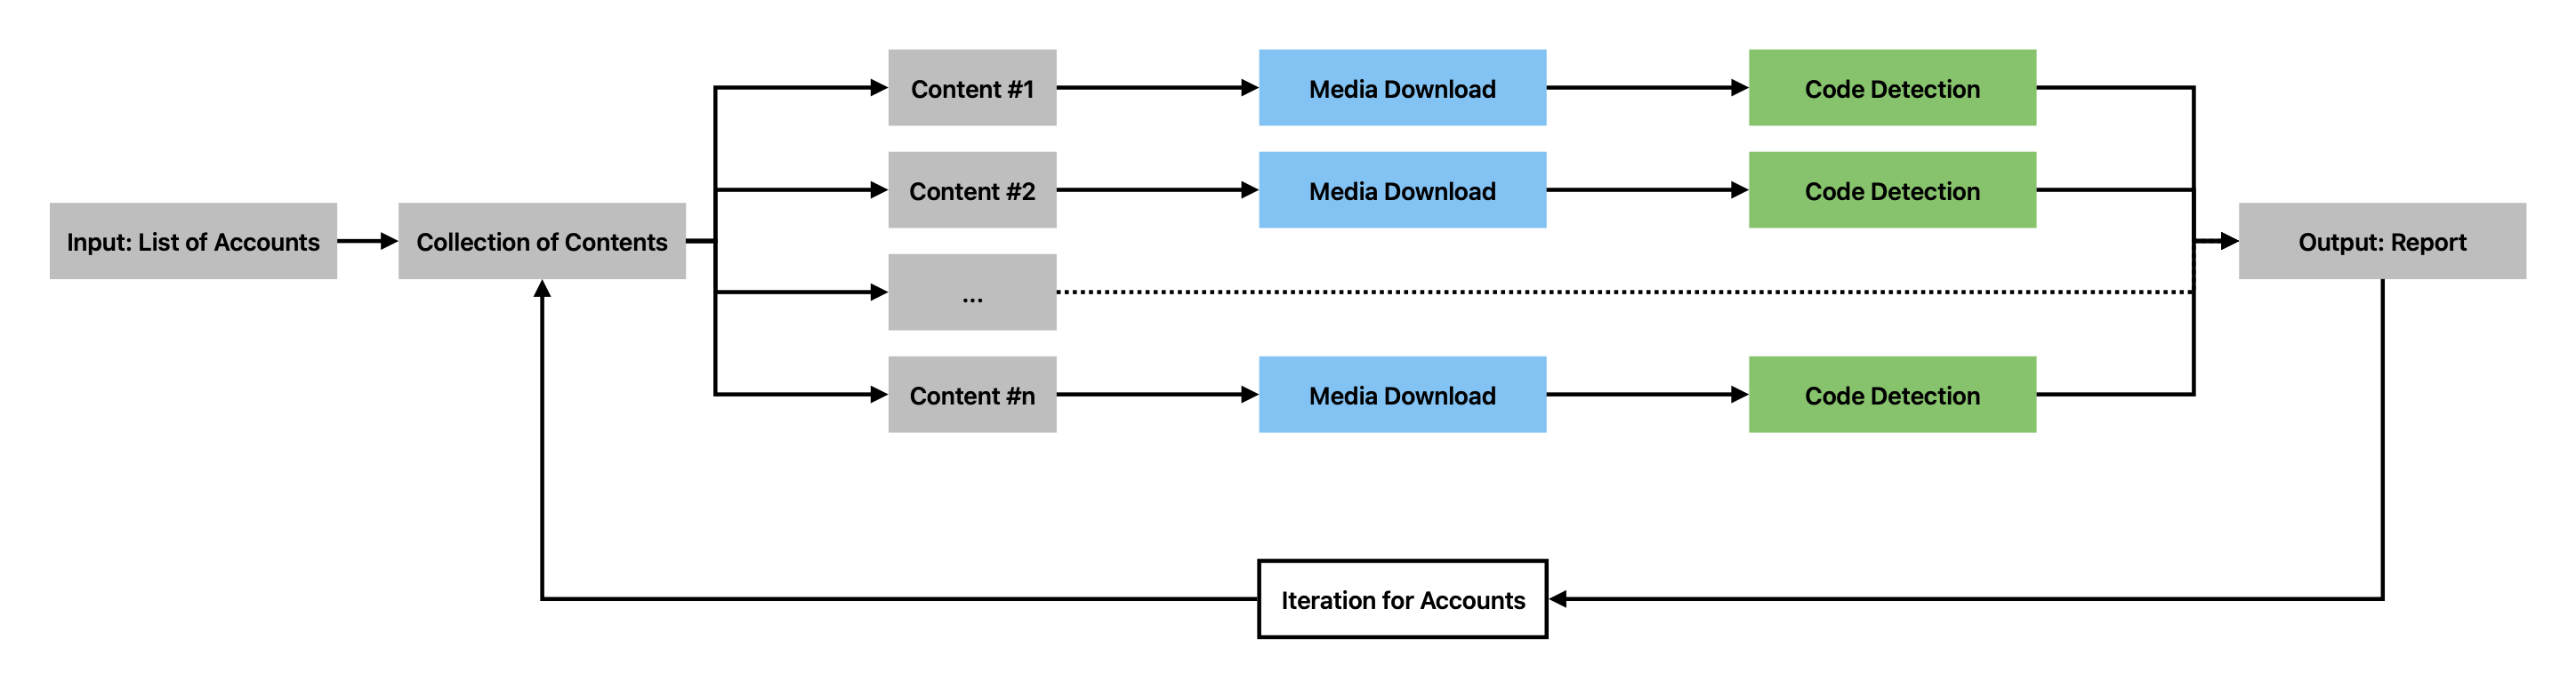 Input: List of Accounts
Collection of Contents
Content #1
Media Download
Code Detection
Content #2
Media Download
Code Detection
...
Content #n
Media Download
Code Detection
Output: Report
Iteration for Accounts